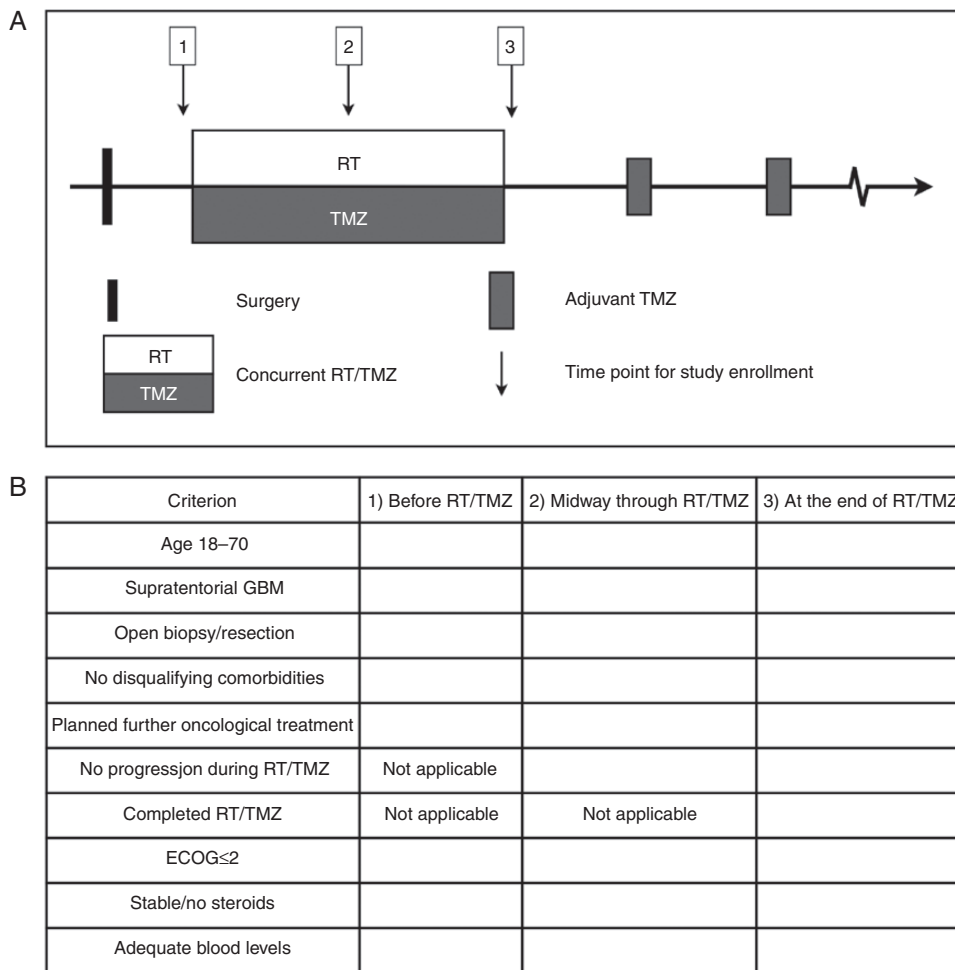 A
1
2
3
RT
TMZ
Surgery
Adjuvant TMZ
RT
TMZ
Concurrent RT/TMZ
Time point for study enrollment
B
Criterion 1) Before RT/TMZ 2) Midway through RT/TMZ 3) At the end of RT/TMZ
Age 18–70
Supratentorial GBM
Open biopsy/resection
No disqualifying comorbidities
Planned further oncological treatment
No progressjon during RT/TMZ Not applicable
Completed RT/TMZ Not applicable Not applicable
ECOG≤2
Stable/no steroids
Adequate blood levels